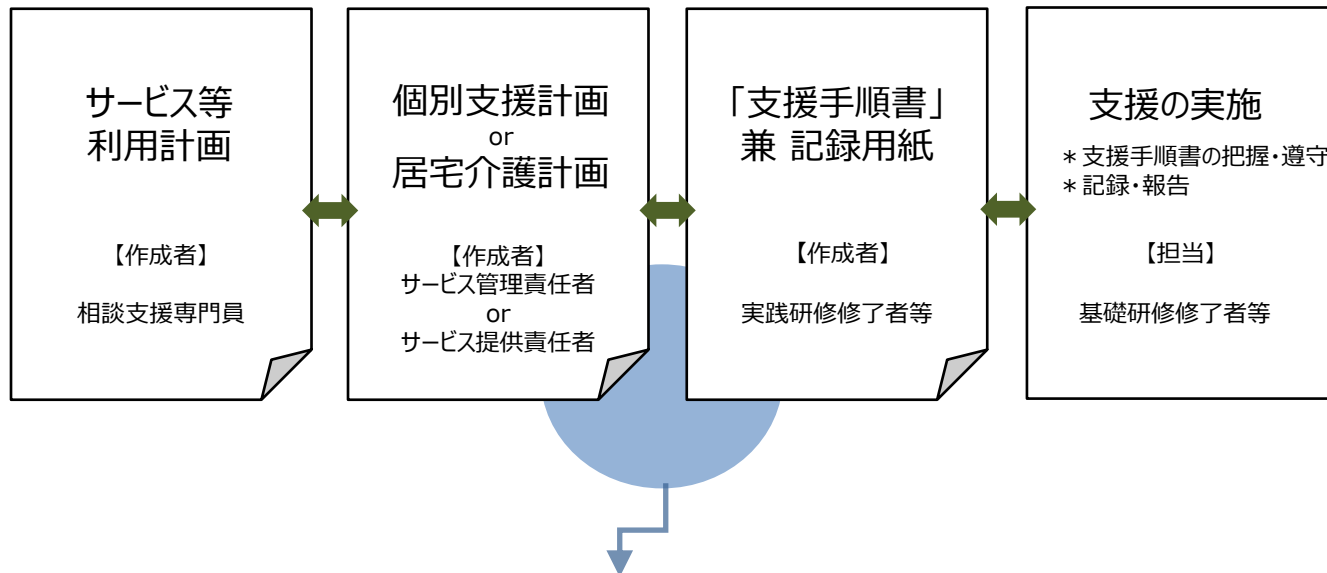 サービス等
利用計画
【作成者】
相談支援専門員
個別支援計画
or
居宅介護計画
【作成者】
サービス管理責任者
or
サービス提供責任者
「支援手順書」
兼 記録用紙
【作成者】
実践研修修了者等
支援の実施
＊支援手順書の把握・遵守
＊記録・報告
【担当】
基礎研修修了者等